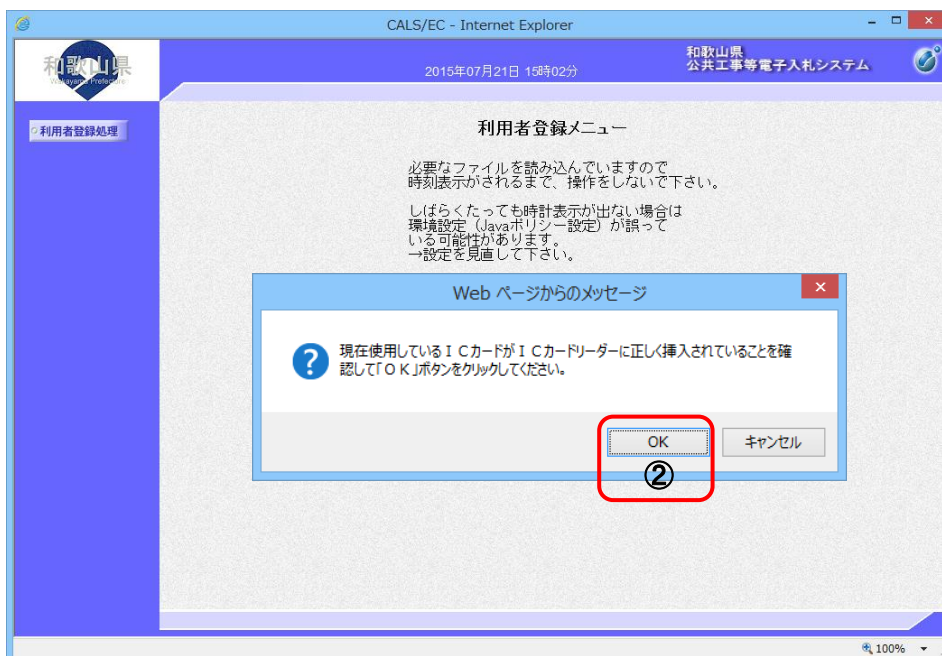 CALS/EC - Internet Explorer
和歌山県
Wakayama Prefecture
2015年07月21日 15時02分
和歌山県
公共工事等電子入札システム
利用者登録処理
利用者登録メニュー
必要なファイルを読み込んでいますので
時刻表示がされるまで、操作をしないで下さい。
しばらくたっても時計表示が出ない場合は
環境設定（Javaポリシー設定）が誤って
いる可能性があります。
→設定を見直して下さい。
Web ページからのメッセージ
現在使用しているＩＣカードがＩＣカードリーダーに正しく挿入されていることを確
認して「ＯＫ」ボタンをクリックしてください。
OK
キャンセル
②
100%